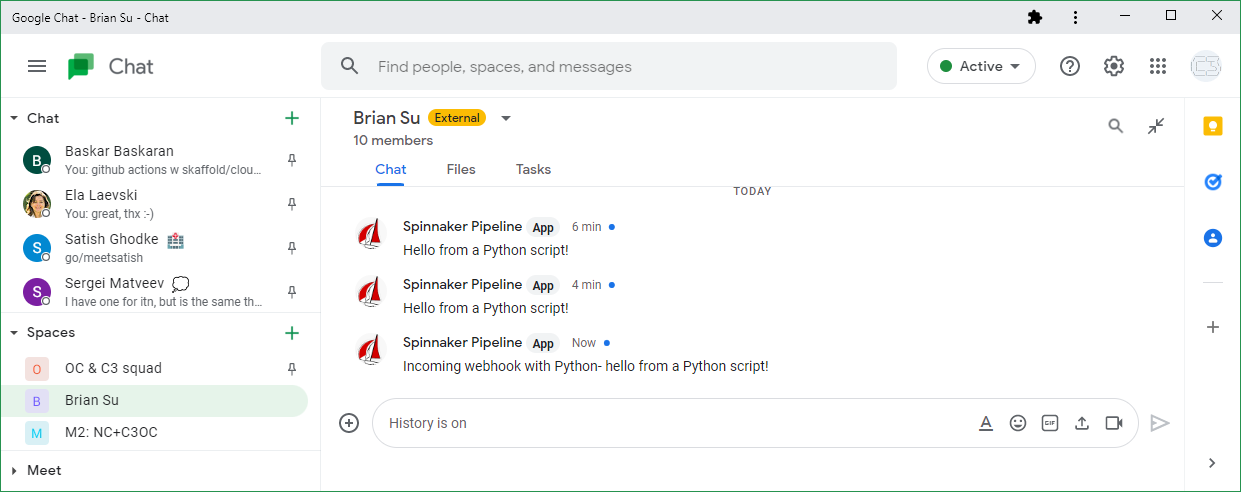 Google Chat - Brian Su - Chat
Chat
Find people, spaces, and messages
Active
Chat
Baskar Baskaran
You: github actions w skaffold/clou...
Ela Laevski
You: great, thx :-)
Satish Ghodke
go/meetsatish
Sergei Matveev
I have one for itn, but is the same th...
Spaces
O OC & C3 squad
B Brian Su
M M2: NC+C3OC
Meet
Brian Su External
10 members
Chat Files Tasks
TODAY
Spinnaker Pipeline App 6 min
Hello from a Python script!
Spinnaker Pipeline App 4 min
Hello from a Python script!
Spinnaker Pipeline App Now
Incoming webhook with Python- hello from a Python script!
History is on
GIF